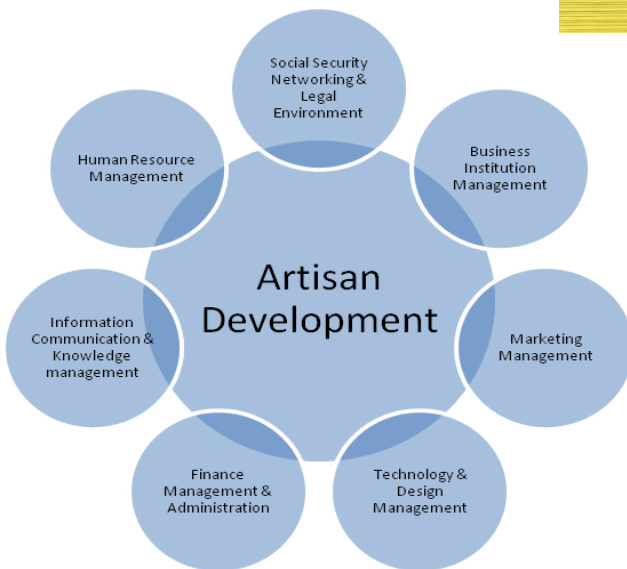 Social Security
Networking &
Legal
Environment
Human Resource
Management
Business
Institution
Management
Artisan
Development
Information
Communication &
Knowledge
management
Marketing
Management
Finance
Management &
Administration
Technology &
Design
Management